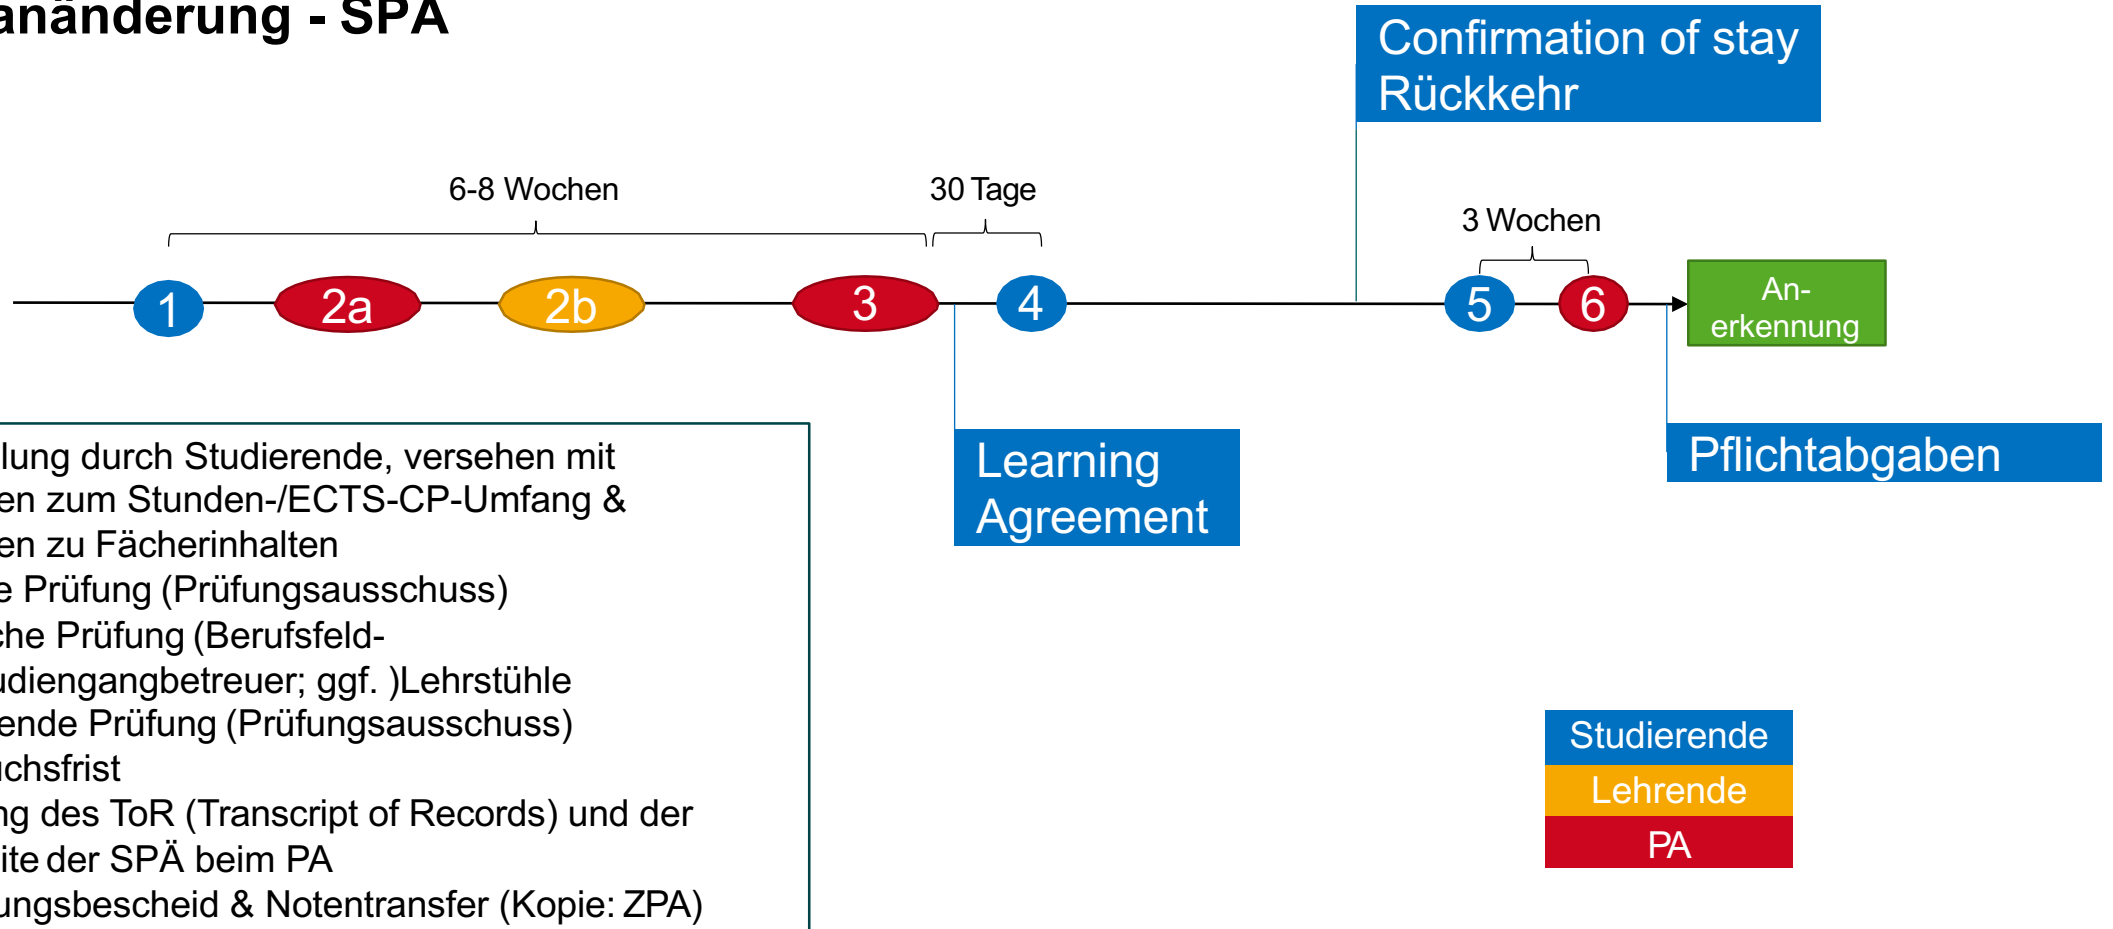 anänderung - SPA
Confirmation of stay
Rückkehr
6-8 Wochen
30 Tage
3 Wochen
1
2a
2b
3
4
5
6
An-
erkennung
Learning
Agreement
Pflichtabgaben
lung durch Studierende, versehen mit
en zum Stunden-/ECTS-CP-Umfang &
en zu Fächerinhalten
e Prüfung (Prüfungsausschuss)
che Prüfung (Berufsfeld-
udiengangbetreuer; ggf. )Lehrstühle
ende Prüfung (Prüfungsausschuss)
uchsfrist
ng des ToR (Transcript of Records) und der
ite der SPÄ beim PA
ungsbescheid & Notentransfer (Kopie: ZPA)
Studierende
Lehrende
PA